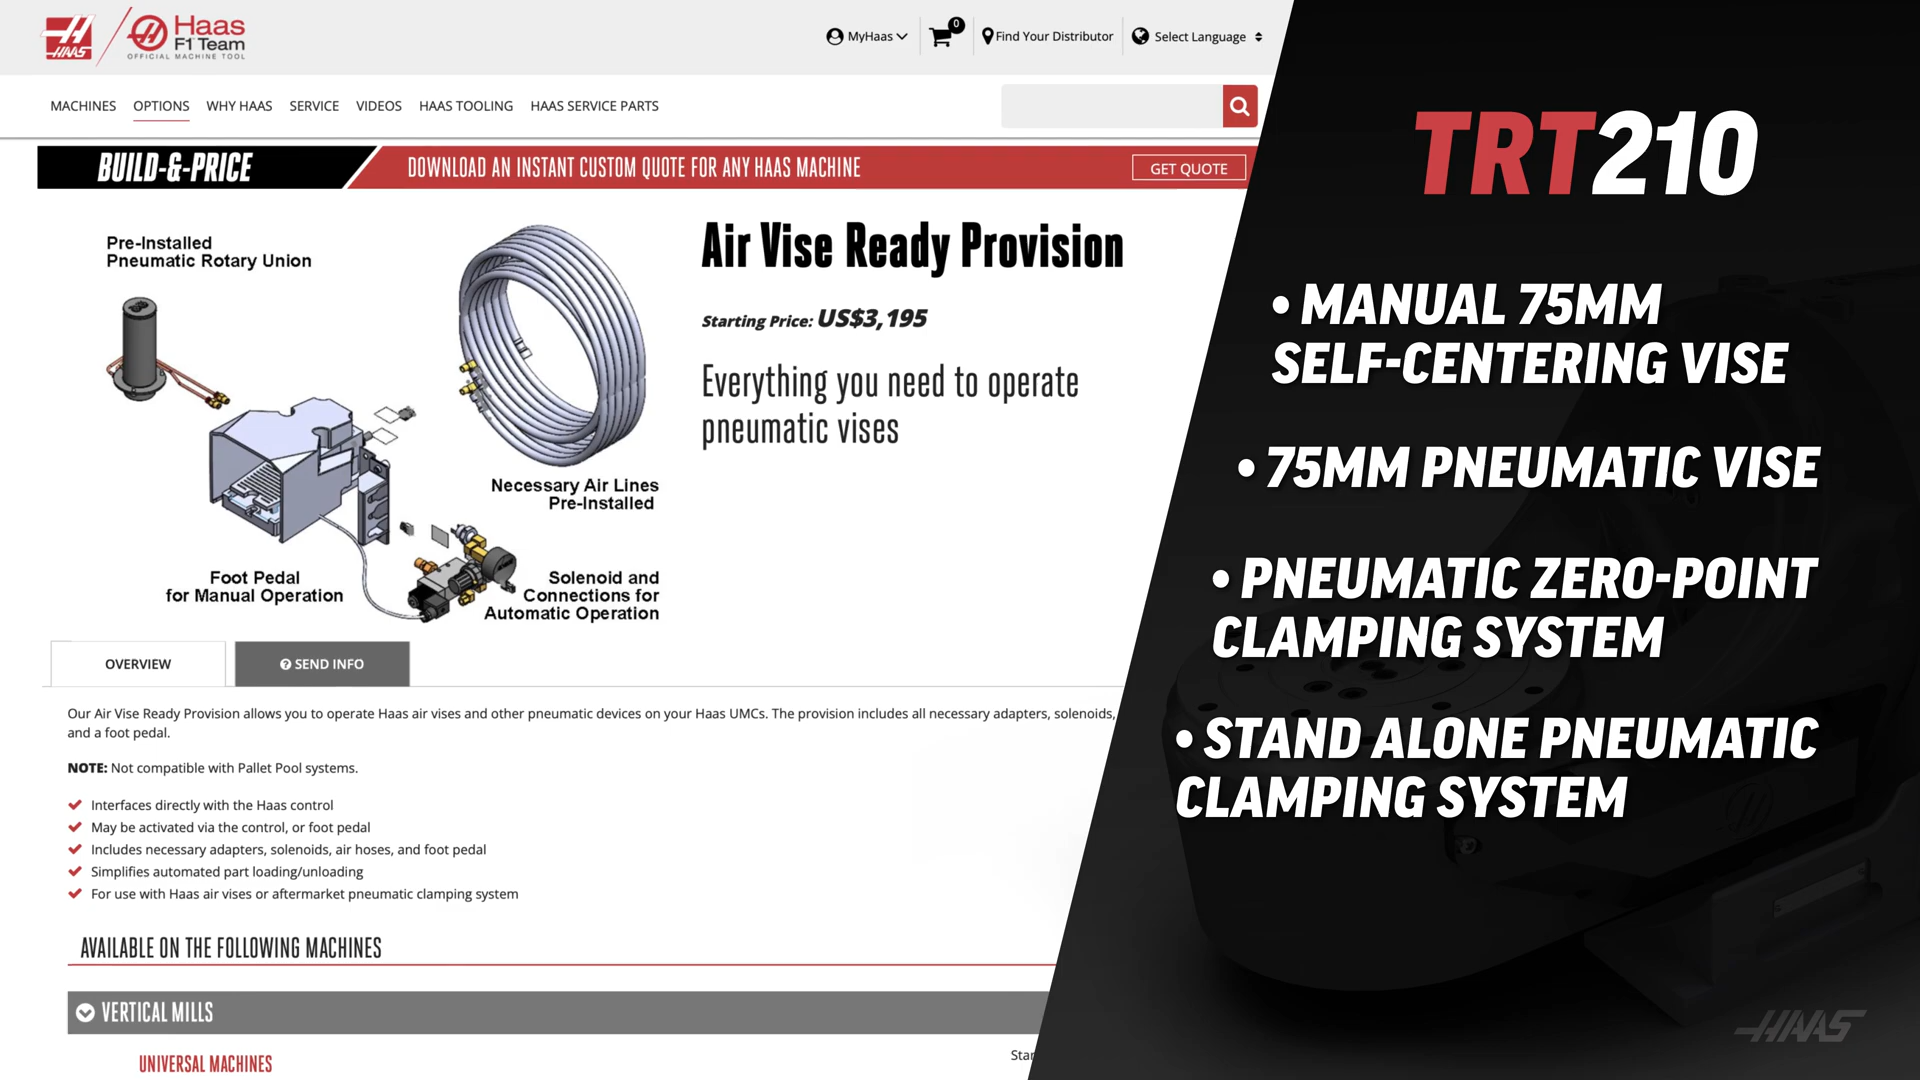 HAAS
Haas
F1 Team
OFFICIAL MACHINE TOOL
MyHaas
0
Find Your Distributor
Select Language
MACHINES
OPTIONS
WHY HAAS
SERVICE
VIDEOS
HAAS TOOLING
HAAS SERVICE PARTS
BUILD-&-PRICE
DOWNLOAD AN INSTANT CUSTOM QUOTE FOR ANY HAAS MACHINE
GET QUOTE
Pre-Installed
Pneumatic Rotary Union
Necessary Air Lines
Pre-Installed
Foot Pedal
for Manual Operation
Solenoid and
Connections for
Automatic Operation
Air Vise Ready Provision
Starting Price: US$3,195
Everything you need to operate
pneumatic vises
OVERVIEW
SEND INFO
Our Air Vise Ready Provision allows you to operate Haas air vises and other pneumatic devices on your Haas UMCs. The provision includes all necessary adapters, solenoids,
and a foot pedal.
NOTE: Not compatible with Pallet Pool systems.
Interfaces directly with the Haas control
May be activated via the control, or foot pedal
Includes necessary adapters, solenoids, air hoses, and foot pedal
Simplifies automated part loading/unloading
For use with Haas air vises or aftermarket pneumatic clamping system
AVAILABLE ON THE FOLLOWING MACHINES
VERTICAL MILLS
UNIVERSAL MACHINES
TRT210
• MANUAL 75MM
SELF-CENTERING VISE
• 75MM PNEUMATIC VISE
• PNEUMATIC ZERO-POINT
CLAMPING SYSTEM
• STAND ALONE PNEUMATIC
CLAMPING SYSTEM
HAAS